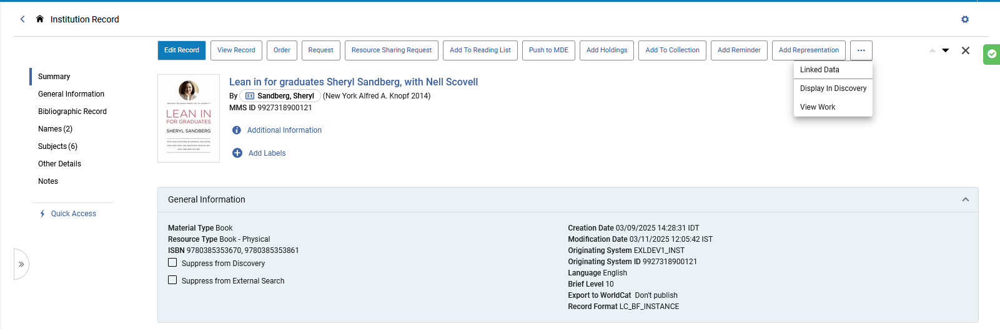 Institution Record
Edit Record
View Record
Order
Request
Resource Sharing Request
Add To Reading List
Push to MDE
Add Holdings
Add To Collection
Add Reminder
Add Representation
Linked Data
Display In Discovery
View Work
Summary
General Information
Bibliographic Record
Names (2)
Subjects (6)
Other Details
Notes
Quick Access
LEAN IN
FOR GRADUATES
SHERYL SANDBERG
Lean in for graduates Sheryl Sandberg, with Nell Scovell
By Sandberg, Sheryl (New York Alfred A. Knopf 2014)
MMS ID 9927318900121
Additional Information
Add Labels
General Information
Material Type Book
Resource Type Book - Physical
ISBN 9780385353670, 9780385353861
Suppress from Discovery
Suppress from External Search
Creation Date 03/09/2025 14:28:31 IDT
Modification Date 03/11/2025 12:05:42 IST
Originating System EXLDEV1_INST
Originating System ID 9927318900121
Language English
Brief Level 10
Export to WorldCat Don't publish
Record Format LC_BF_INSTANCE